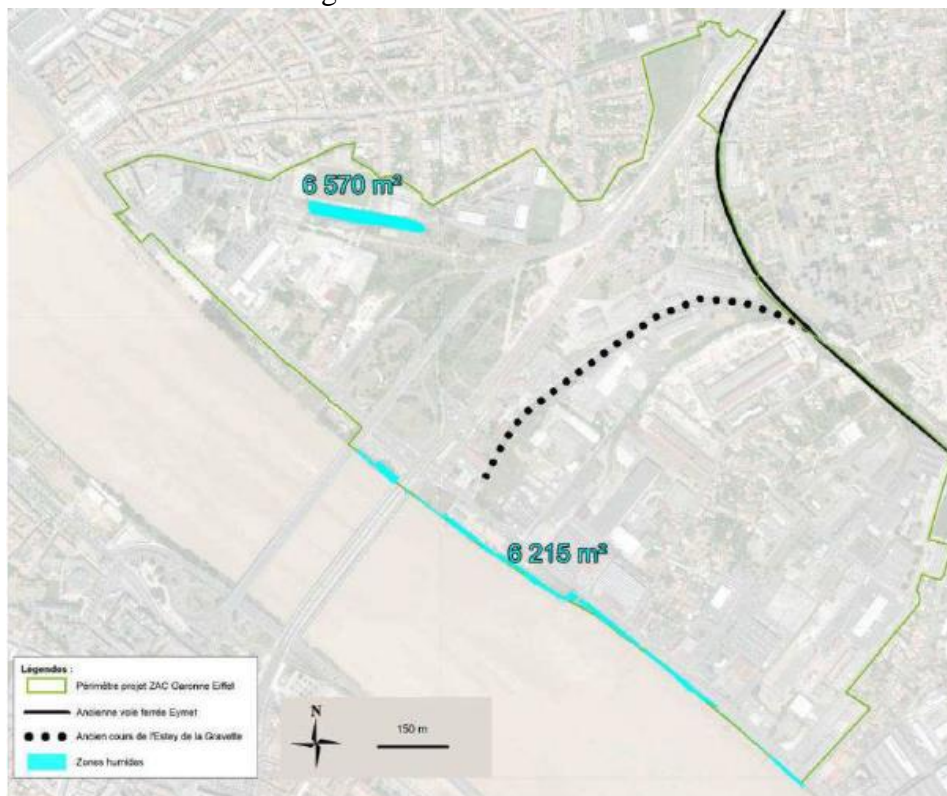 6 570 m²
6 215 m²
Légendes :
Périmètre projet ZAC Garonne Eiffel
Ancienne voie ferrée Eymet
Ancien cours de l'Estey de la Gravette
Zones humides
N
150 m